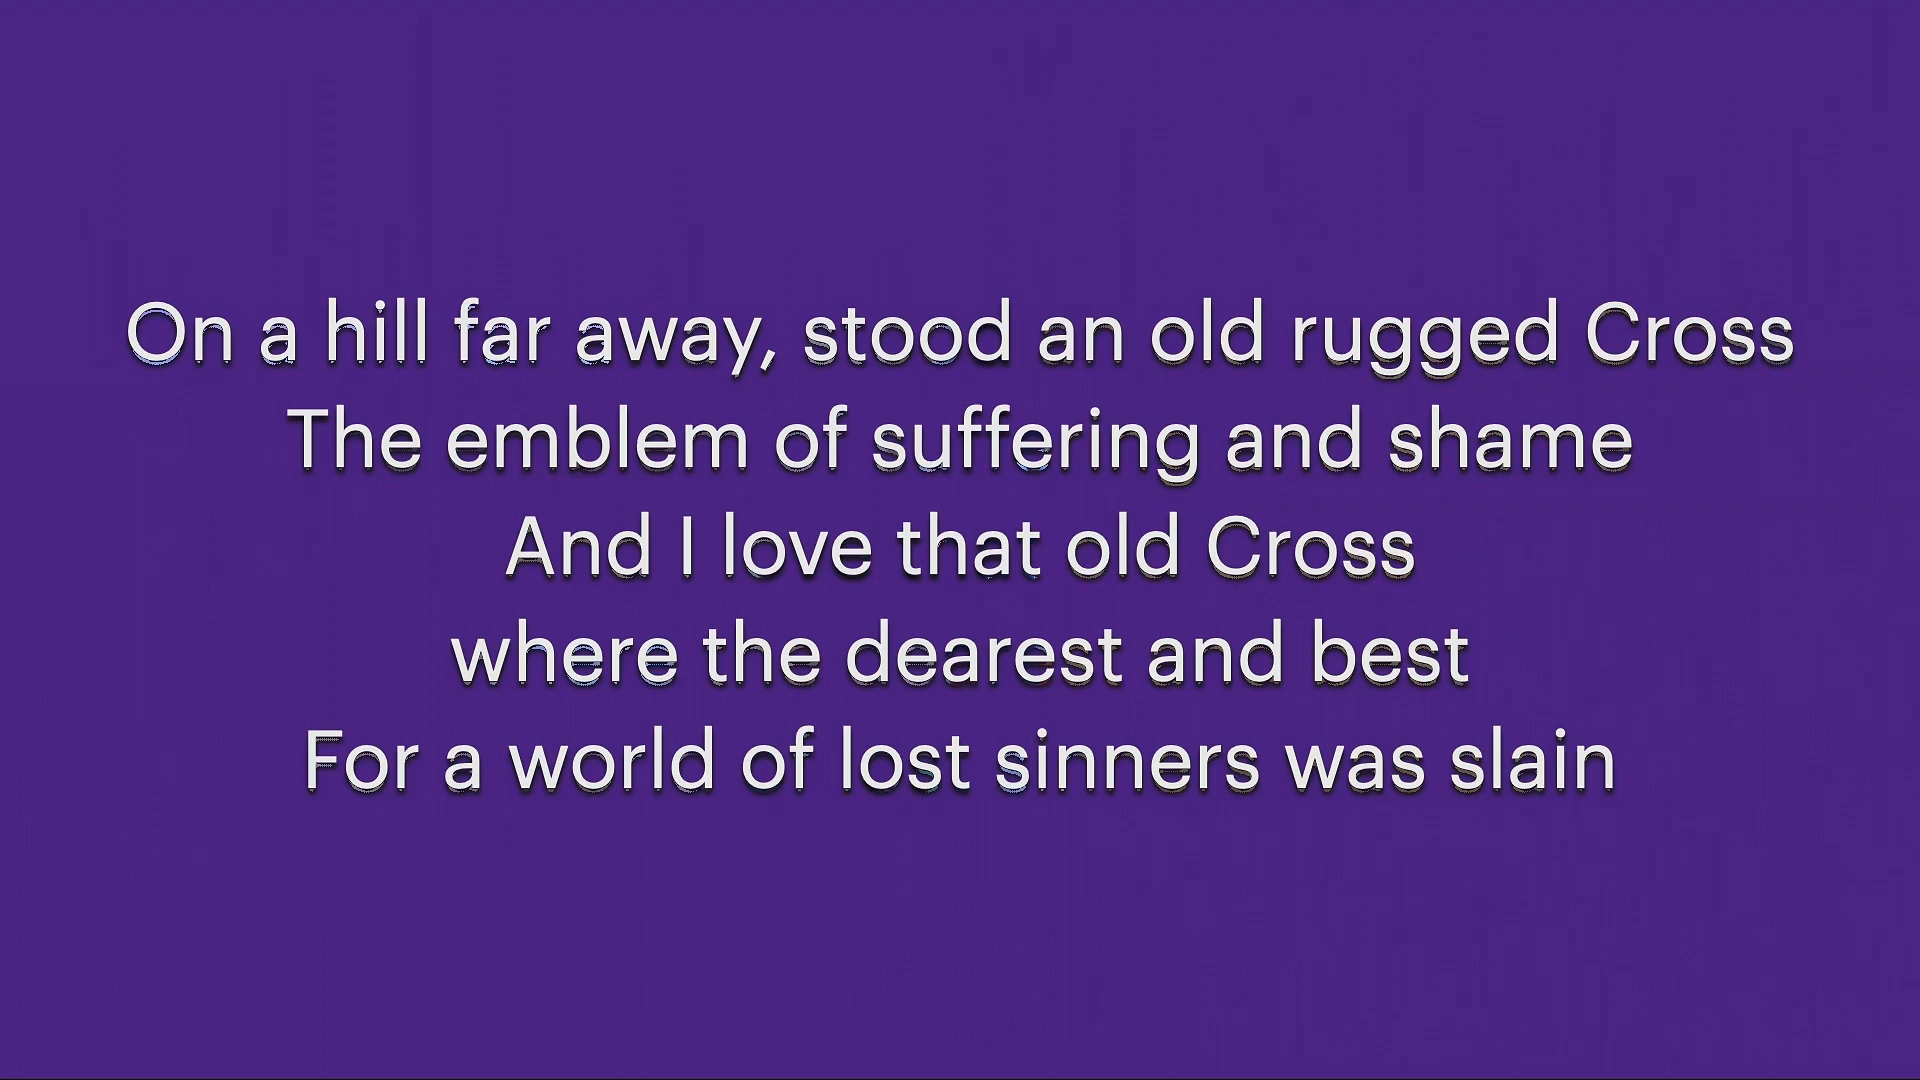 On a hill far away, stood an old rugged Cross
The emblem of suffering and shame
And I love that old Cross
where the dearest and best
For a world of lost sinners was slain